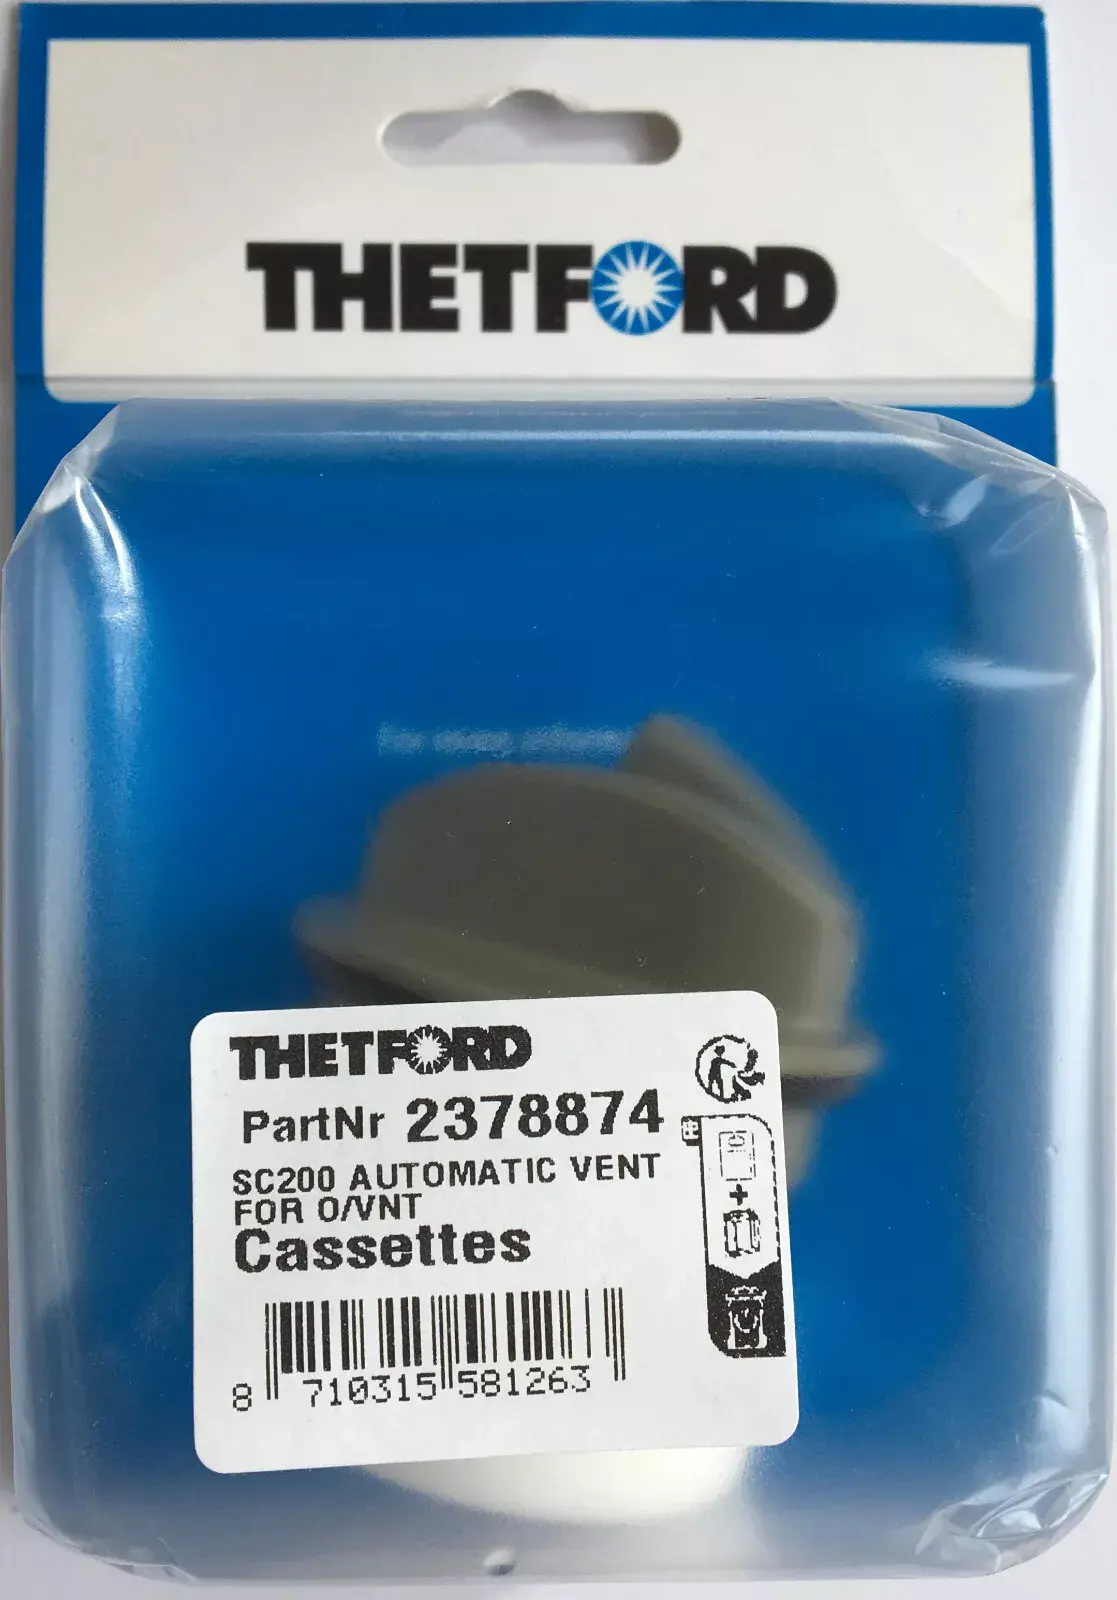 THETFORD
THETFORD
PartNr 2378874
SC200 AUTOMATIC VENT
FOR O/VNT
Cassettes
8 710315 581263